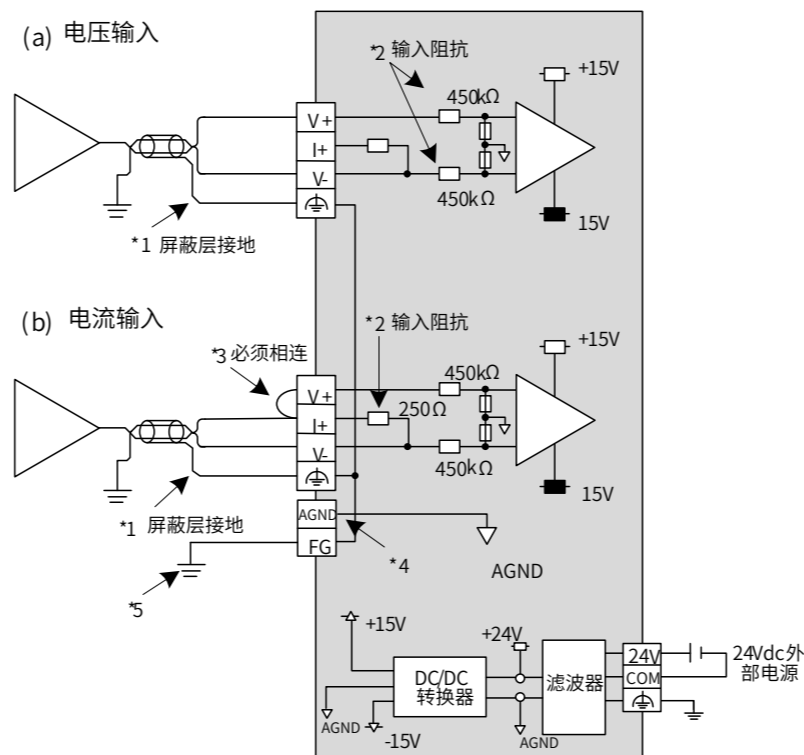 (a) 电压输入
*2 输入阻抗
+15V
450kΩ
V+
I+
V-
450kΩ
15V
*1 屏蔽层接地
(b) 电流输入
*2 输入阻抗
*3 必须相连
+15V
450kΩ
V+
250Ω
I+
V-
450kΩ
15V
*1 屏蔽层接地
AGND
FG
*4
AGND
*5
+15V
+24V
24V
24Vdc外
部电源
COM
DC/DC
转换器
滤波器
AGND
-15V
AGND